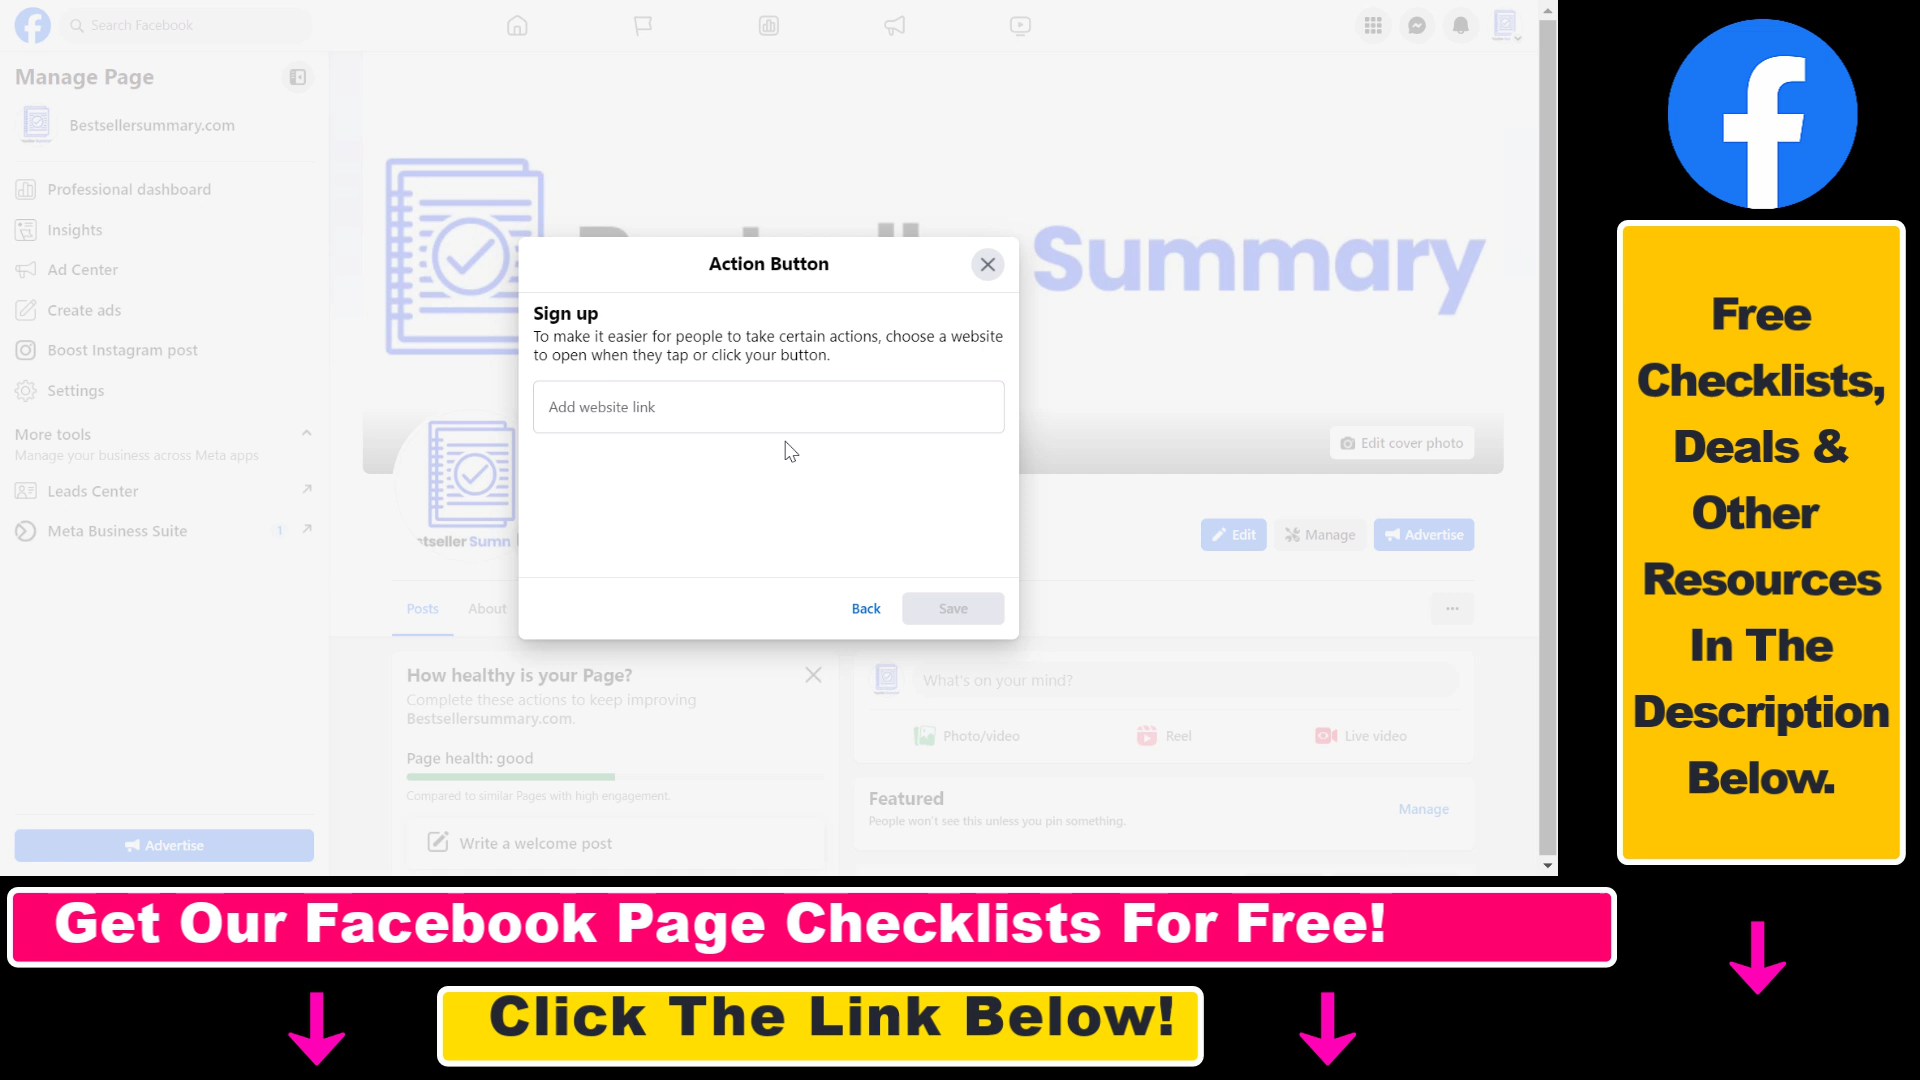 Search Facebook
Manage Page
Bestsellersummary.com
Professional dashboard
Insights
Ad Center
Create ads
Boost Instagram post
Settings
More tools
Manage your business across Meta apps
Leads Center
Meta Business Suite
1
Advertise
Summary
Edit cover photo
tseller Sumn
Edit
Manage
Advertise
Posts
About
...
Action Button
Sign up
To make it easier for people to take certain actions, choose a website
to open when they tap or click your button.
Add website link
Back
Save
How healthy is your Page?
Complete these actions to keep improving
Bestsellersummary.com.
Page health: good
Compared to similar Pages with high engagement.
Write a welcome post
What's on your mind?
Photo/video
Reel
Live video
Featured
Manage
People won't see this unless you pin something.
Free
Checklists,
Deals &
Other
Resources
In The
Description
Below.
Get Our Facebook Page Checklists For Free!
Click The Link Below!